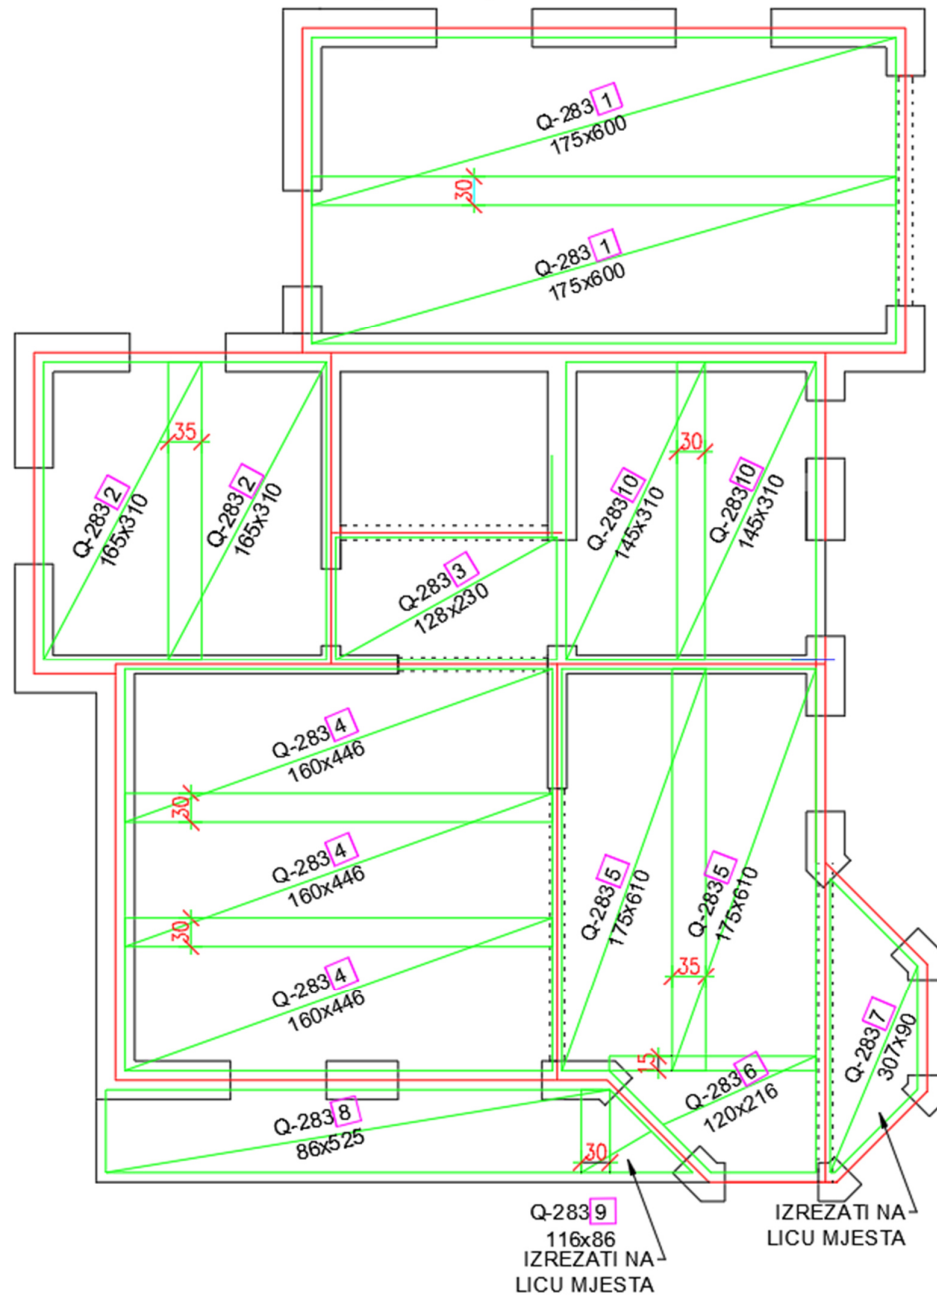 Q-283 1
175x600
30
Q-283 1
175x600
35
30
Q-283 2
165x310
Q-283 2
165x310
Q-283 10
145x310
Q-283 10
145x310
Q-283 3
128x230
Q-283 4
160x446
30
Q-283 4
160x446
Q-283 5
175x610
Q-283 5
175x610
30
35
Q-283 4
160x446
Q-283 7
307x90
15
Q-283 6
120x216
Q-283 8
86x525
30
Q-283 9
116x86
IZREZATI NA
LICU MJESTA
IZREZATI NA
LICU MJESTA